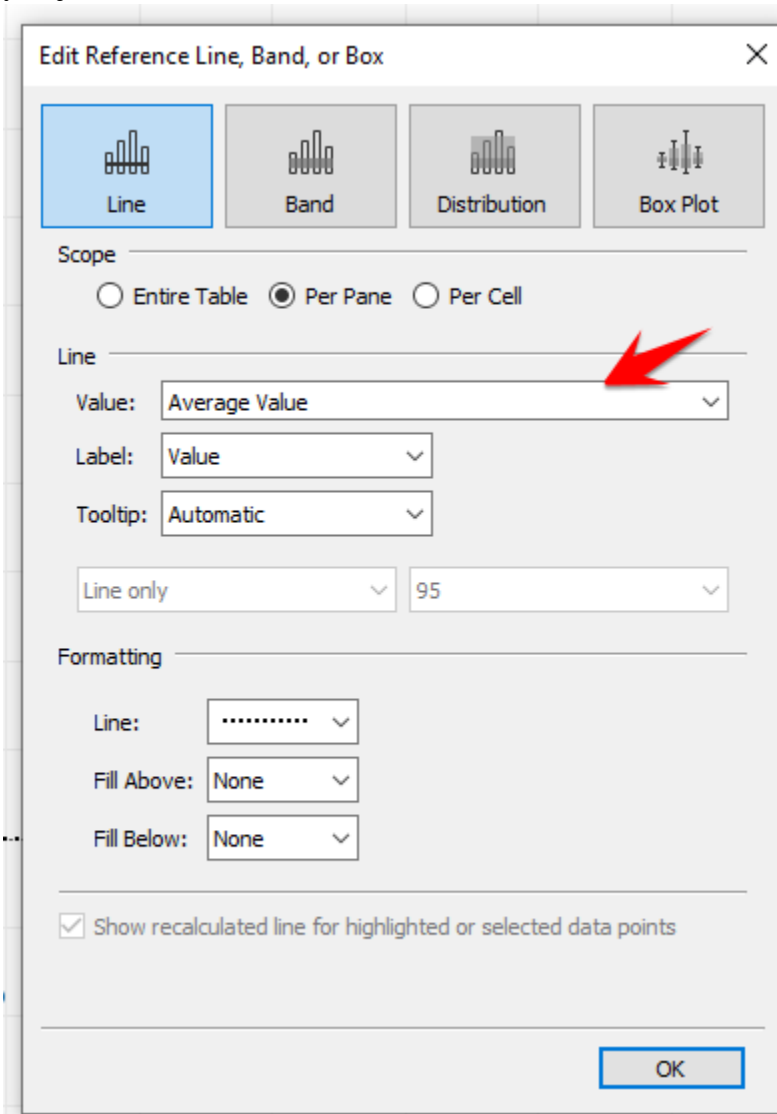 Edit Reference Line, Band, or Box
Line Band Distribution Box Plot
Scope
Entire Table Per Pane Per Cell
Line
Value: Average Value
Label: Value
Tooltip: Automatic
Line only 95
Formatting
Line:
Fill Above: None
Fill Below: None
Show recalculated line for highlighted or selected data points
OK